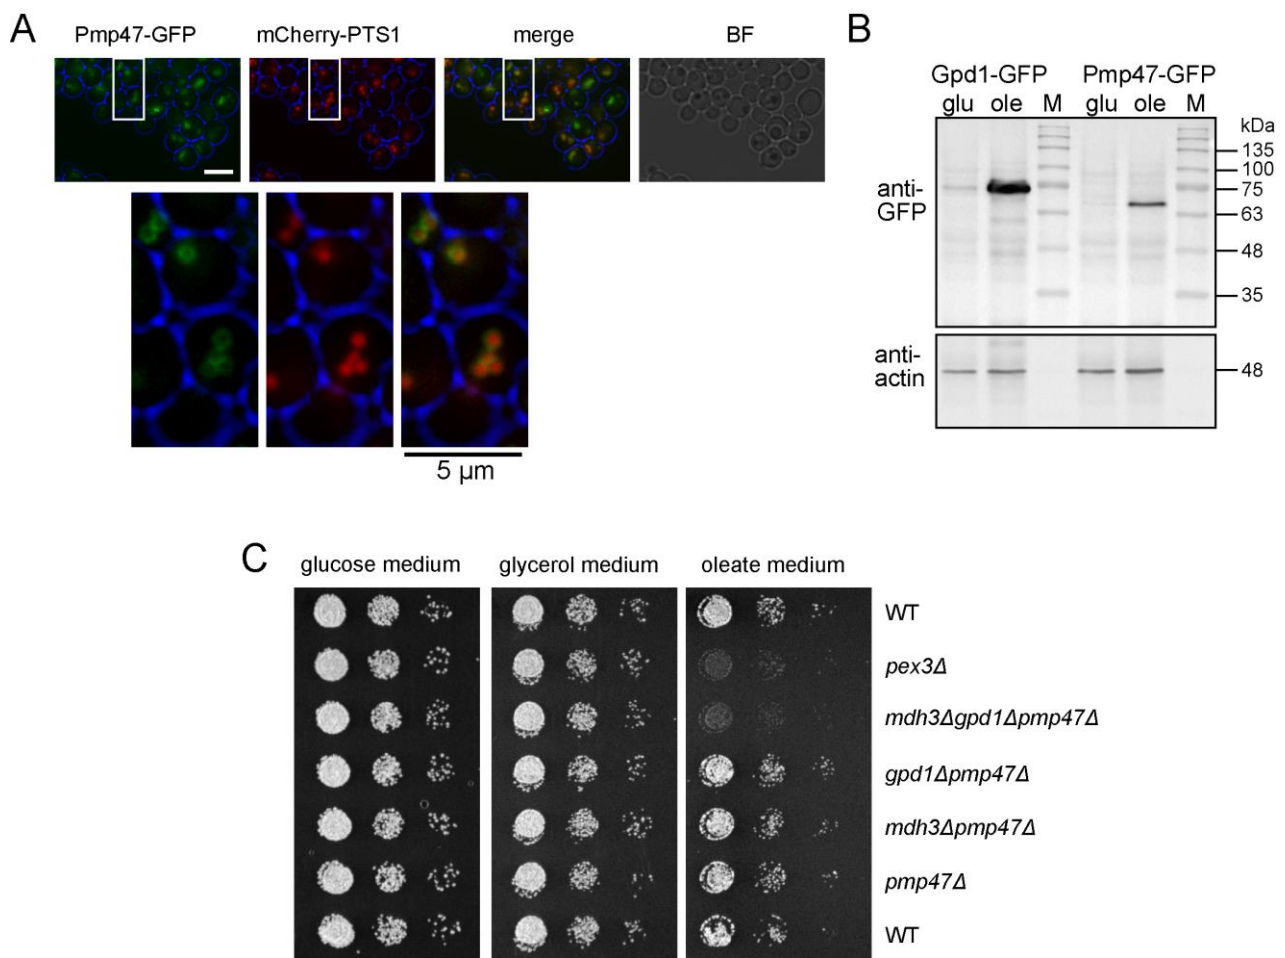 A
Pmp47-GFP mCherry-PTS1 merge BF
5 µm
B
Gpd1-GFP Pmp47-GFP
glu ole M glu ole M
kDa
135
100
75
63
48
35
anti-
GFP
anti-
actin
48
C
glucose medium glycerol medium oleate medium
WT
pex3Δ
mdh3Δgpd1Δpmp47Δ
gpd1Δpmp47Δ
mdh3Δpmp47Δ
pmp47Δ
WT